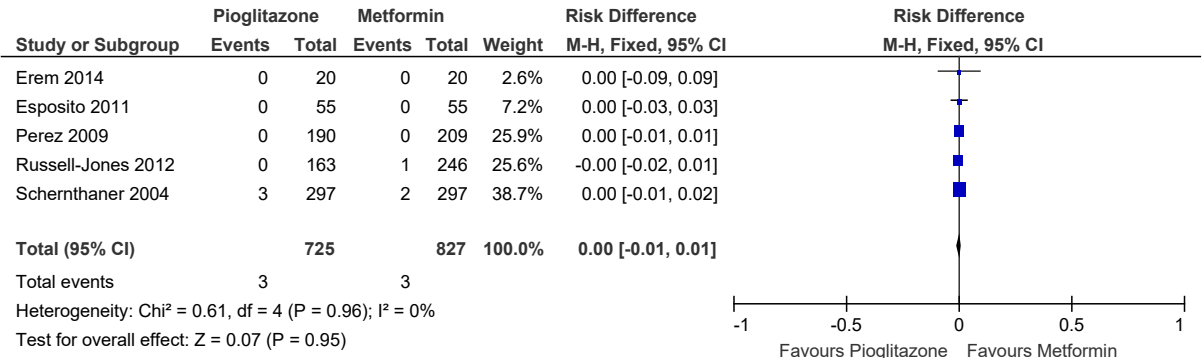 Pioglitazone Metformin Risk Difference Risk Difference
Study or Subgroup Events Total Events Total Weight M-H, Fixed, 95% CI M-H, Fixed, 95% CI
Erem 2014 0 20 0 20 2.6% 0.00 [-0.09, 0.09]
Esposito 2011 0 55 0 55 7.2% 0.00 [-0.03, 0.03]
Perez 2009 0 190 0 209 25.9% 0.00 [-0.01, 0.01]
Russell-Jones 2012 0 163 1 246 25.6% -0.00 [-0.02, 0.01]
Schernthaner 2004 3 297 2 297 38.7% 0.00 [-0.01, 0.02]
Total (95% CI) 725 827 100.0% 0.00 [-0.01, 0.01]
Total events 3 3
Heterogeneity: Chi² = 0.61, df = 4 (P = 0.96); I² = 0%
Test for overall effect: Z = 0.07 (P = 0.95)
-1 -0.5 0 0.5 1
Favours Pioglitazone Favours Metformin